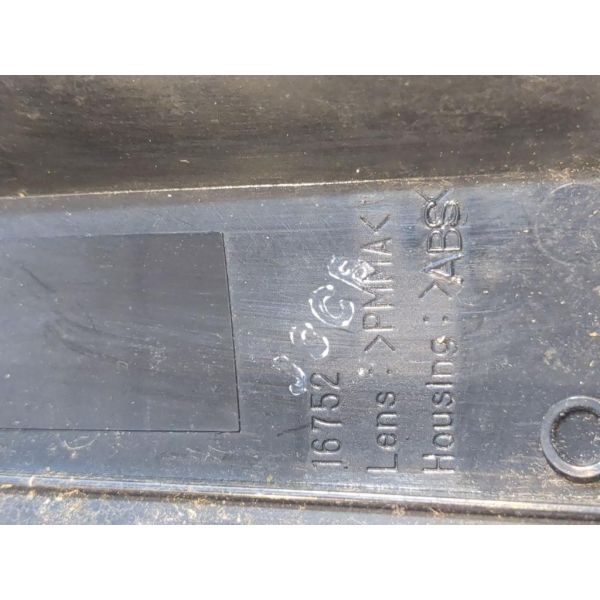 16752
Lens : >PMMA<
Housing : >ABS<